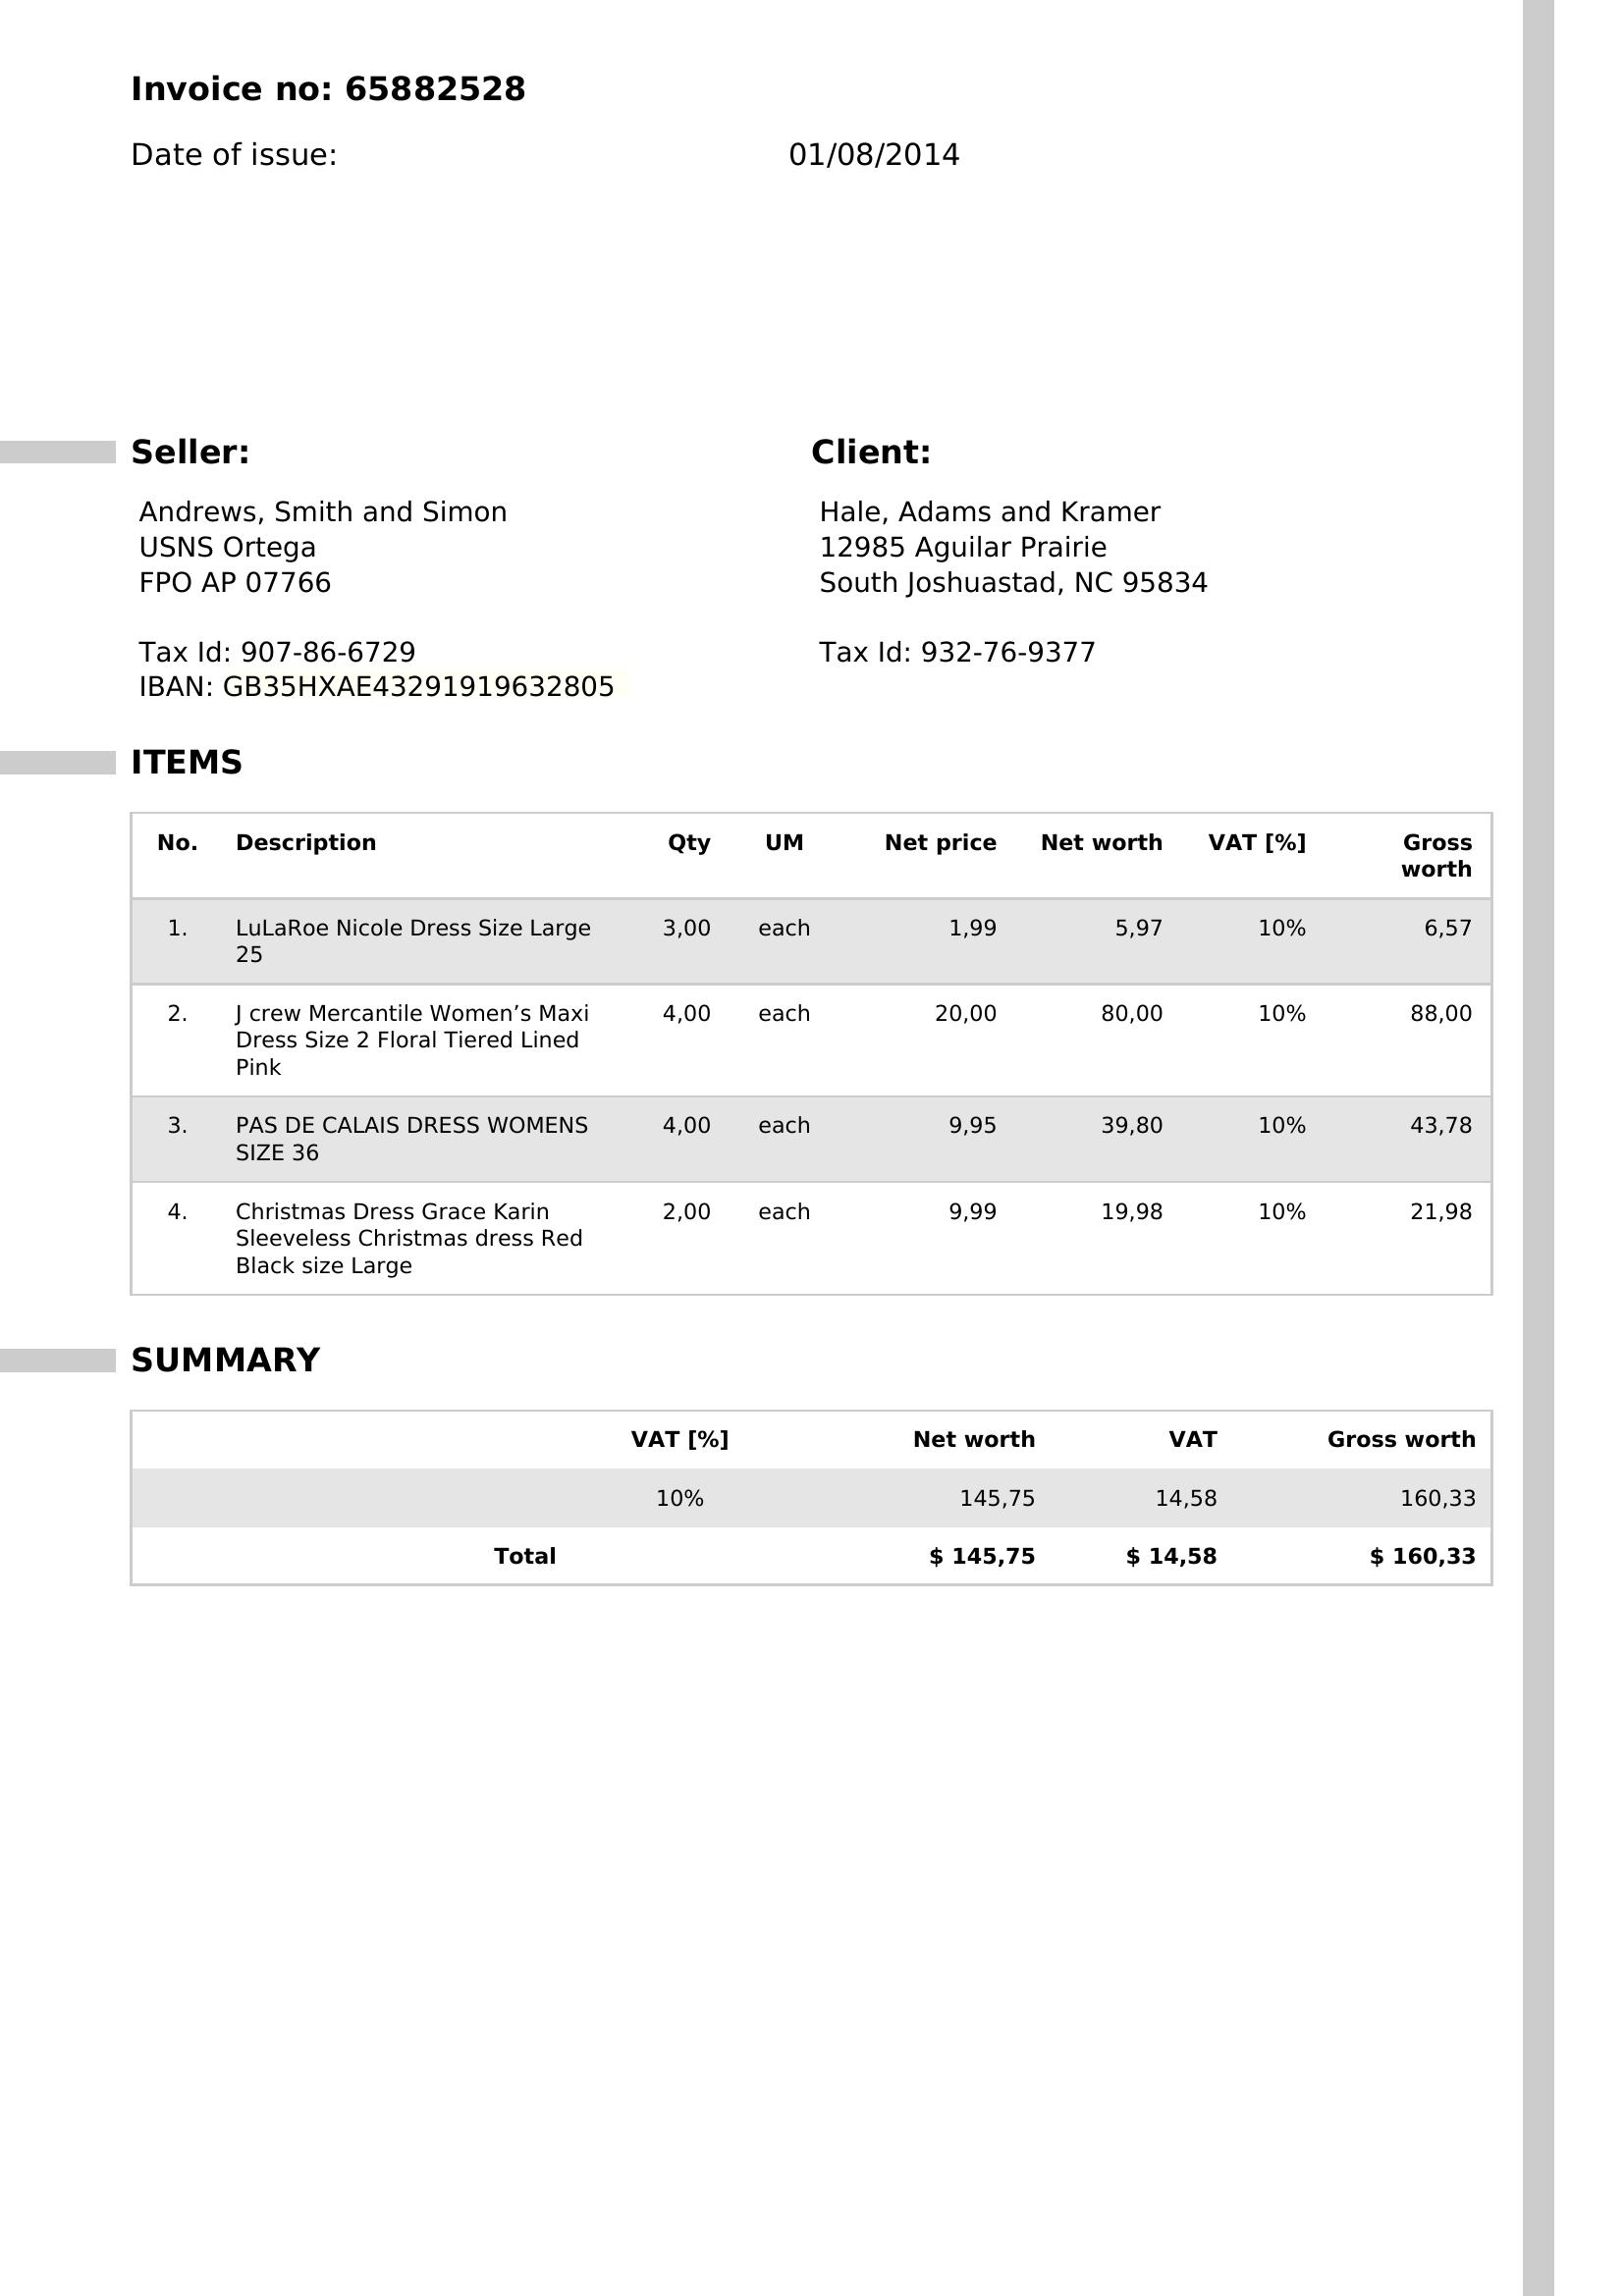 Invoice no: 65882528
Date of issue: 01/08/2014
Seller:
Andrews, Smith and Simon
USNS Ortega
FPO AP 07766
Tax Id: 907-86-6729
IBAN: GB35HXAE43291919632805
Client:
Hale, Adams and Kramer
12985 Aguilar Prairie
South Joshuastad, NC 95834
Tax Id: 932-76-9377
ITEMS
No. Description Qty UM Net price Net worth VAT [%] Gross
worth
1. LuLaRoe Nicole Dress Size Large 3,00 each 1,99 5,97 10% 6,57
25
2. J crew Mercantile Women’s Maxi 4,00 each 20,00 80,00 10% 88,00
Dress Size 2 Floral Tiered Lined
Pink
3. PAS DE CALAIS DRESS WOMENS 4,00 each 9,95 39,80 10% 43,78
SIZE 36
4. Christmas Dress Grace Karin 2,00 each 9,99 19,98 10% 21,98
Sleeveless Christmas dress Red
Black size Large
SUMMARY
VAT [%] Net worth VAT Gross worth
10% 145,75 14,58 160,33
Total $ 145,75 $ 14,58 $ 160,33